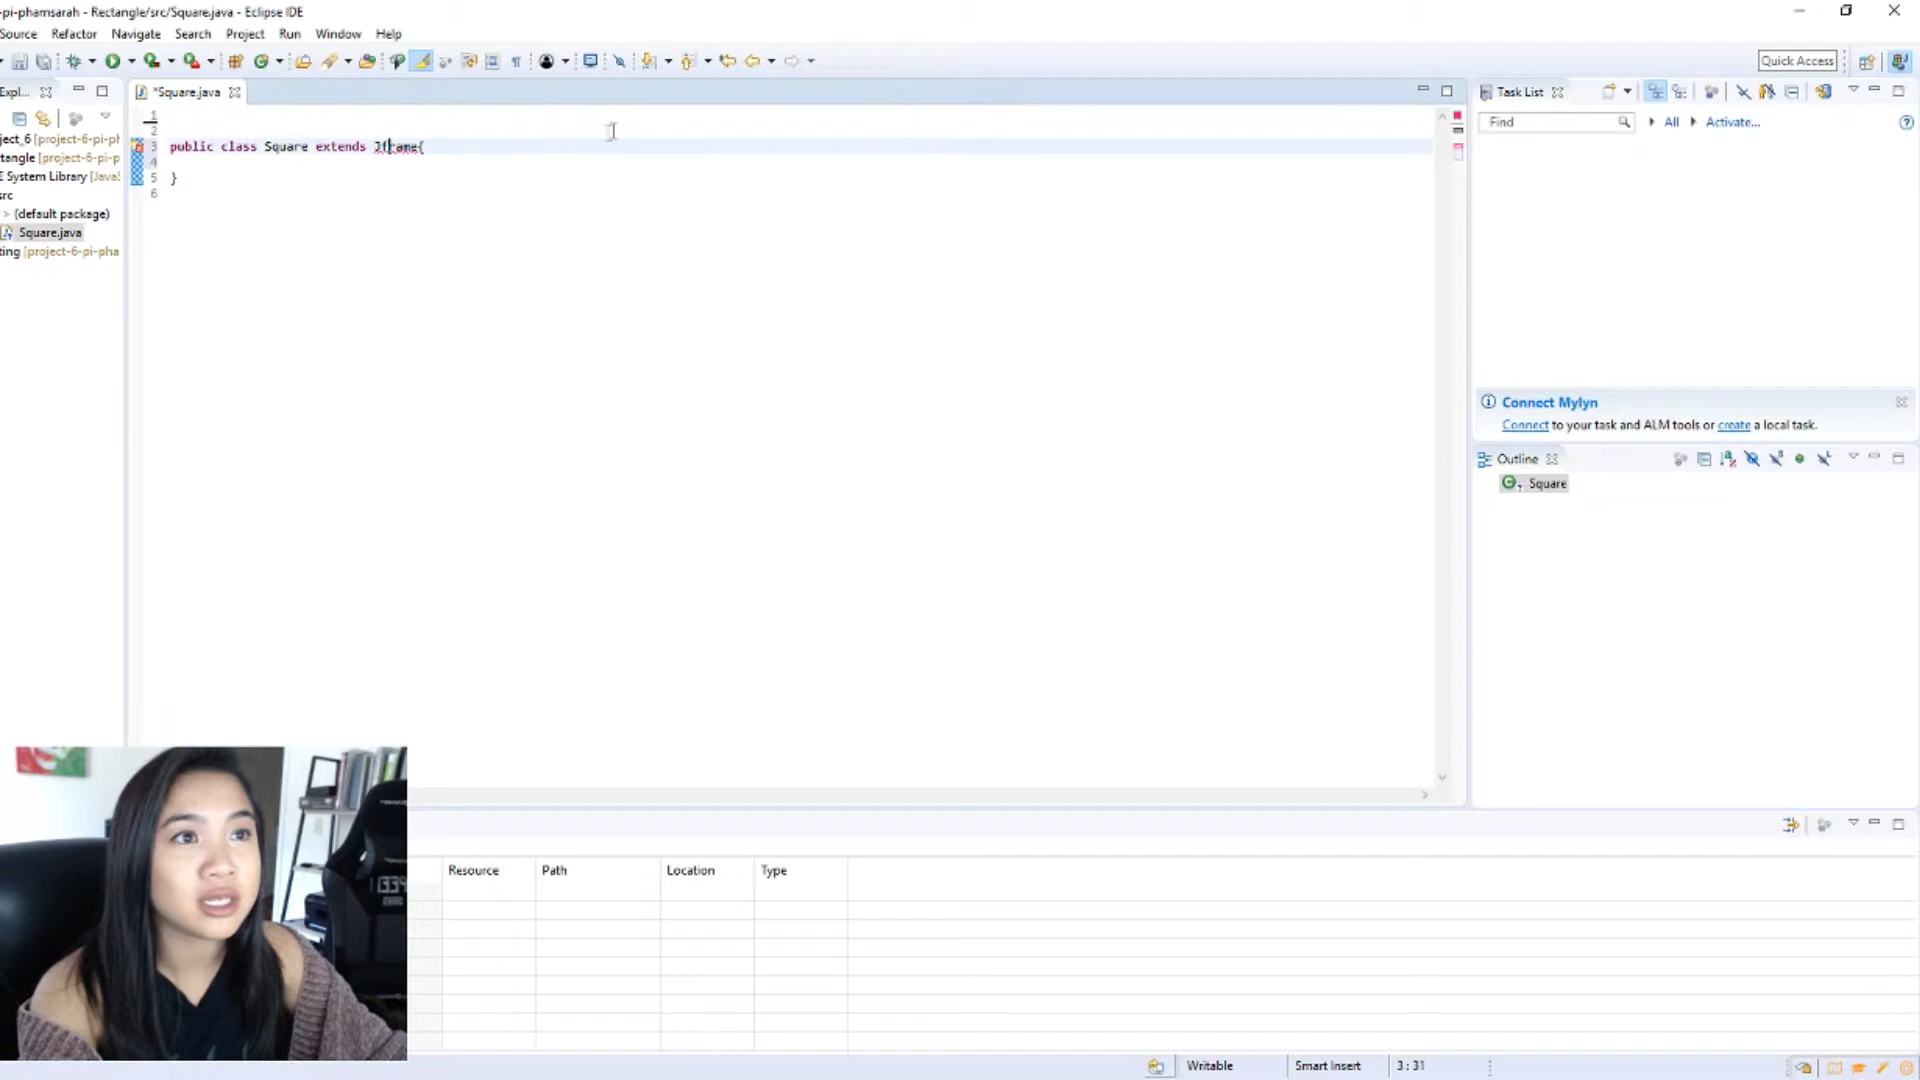 -pi-phamsarah - Rectangle/src/Square.java - Eclipse IDE
Source Refactor Navigate Search Project Run Window Help
Quick Access
Expl...
*Square.java
Task List
ject_6 [project-6-pi-ph
tangle [project-6-pi-pha
E System Library [JavaS
src
> (default package)
Square.java
ting [project-6-pi-pha
1
2
3 public class Square extends Jframe{
4
5 }
6
Find
All
Activate...
Connect Mylyn
Connect to your task and ALM tools or create a local task.
Outline
Square
Resource Path Location Type
Writable Smart Insert 3 : 31